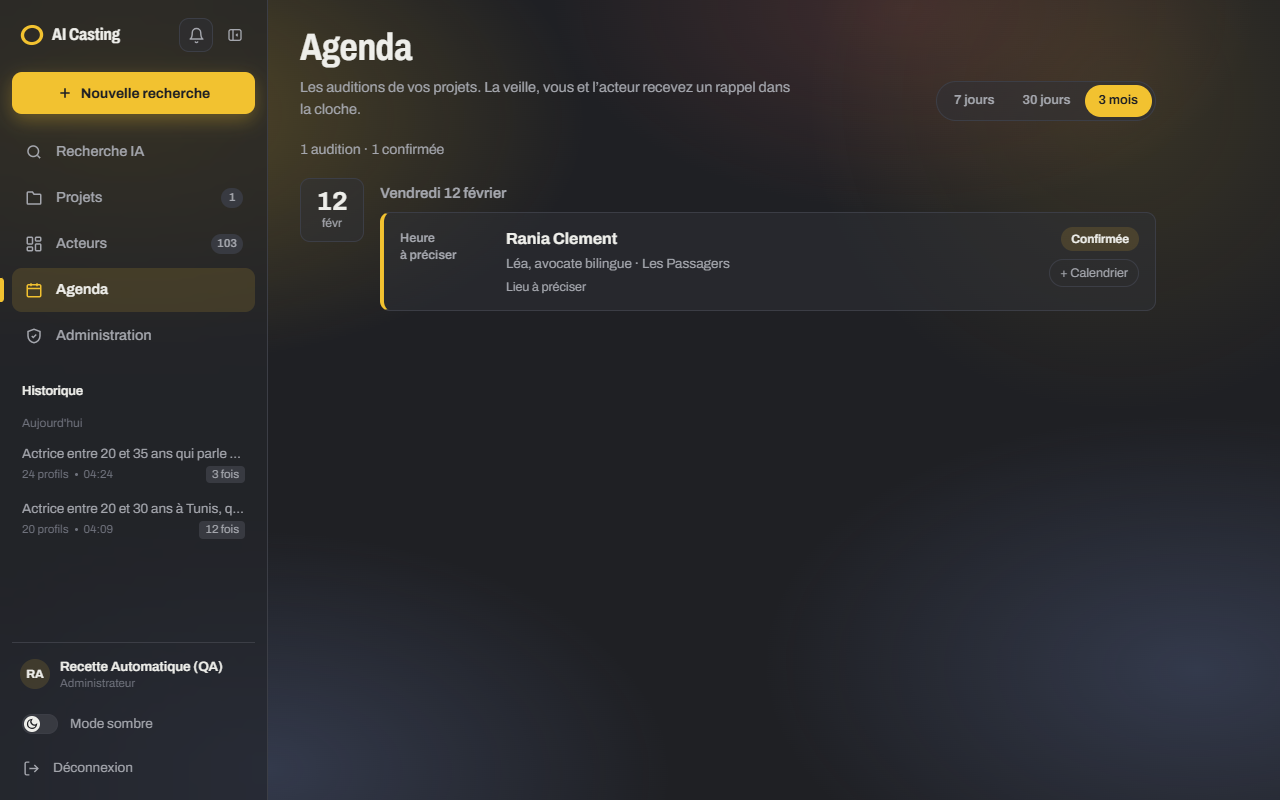 AI Casting
Nouvelle recherche
Recherche IA
Projets 1
Acteurs 103
Agenda
Administration
Historique
Aujourd'hui
Actrice entre 20 et 35 ans qui parle ...
24 profils • 04:24 3 fois
Actrice entre 20 et 30 ans à Tunis, q...
20 profils • 04:09 12 fois
RA
Recette Automatique (QA)
Administrateur
Mode sombre
Déconnexion
Agenda
Les auditions de vos projets. La veille, vous et l'acteur recevez un rappel dans
la cloche.
7 jours 30 jours 3 mois
1 audition · 1 confirmée
12
févr
Vendredi 12 février
Heure
à préciser
Rania Clement
Léa, avocate bilingue · Les Passagers
Lieu à préciser
Confirmée
+ Calendrier